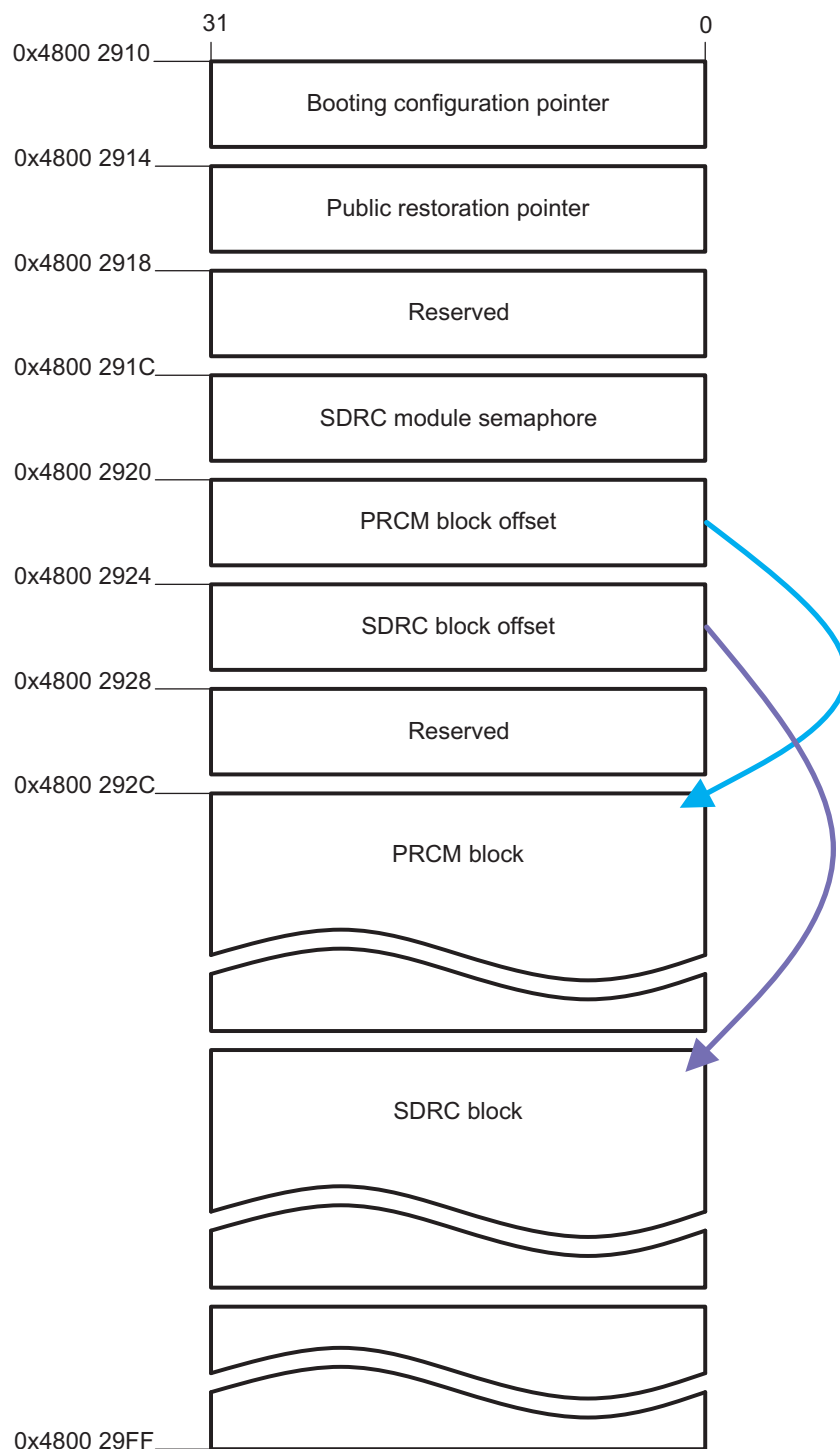 31 0
0x4800 2910
Booting configuration pointer
0x4800 2914
Public restoration pointer
0x4800 2918
Reserved
0x4800 291C
SDRC module semaphore
0x4800 2920
PRCM block offset
0x4800 2924
SDRC block offset
0x4800 2928
Reserved
0x4800 292C
PRCM block
SDRC block
0x4800 29FF